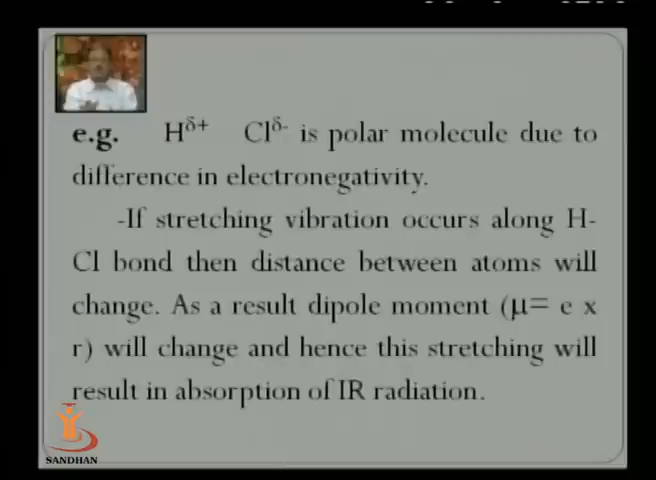 e.g. Hδ+ Clδ- is polar molecule due to
difference in electronegativity.
-If stretching vibration occurs along H-
Cl bond then distance between atoms will
change. As a result dipole moment (μ= e x
r) will change and hence this stretching will
result in absorption of IR radiation.
SANDHAN